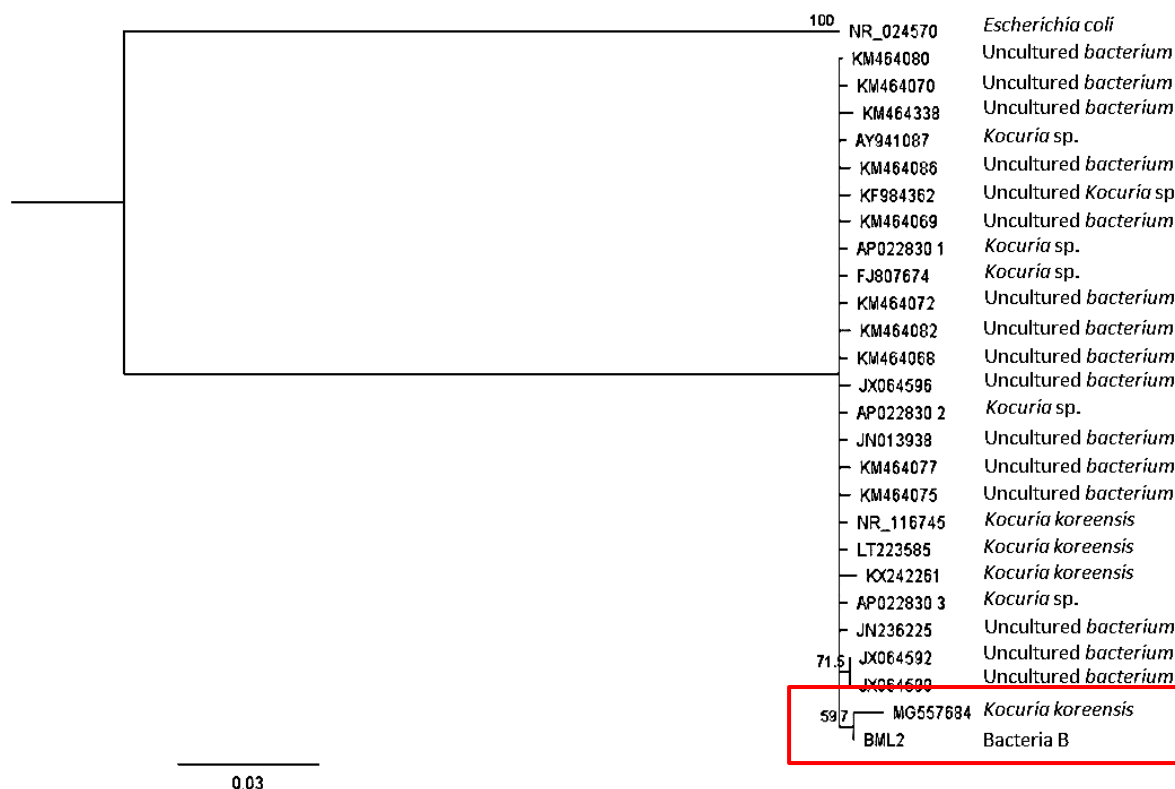 100 NR_024570 Escherichia coli
KM464080 Uncultured bacterium
KM464070 Uncultured bacterium
KM464338 Uncultured bacterium
AY941087 Kocuria sp.
KM464086 Uncultured bacterium
KF984362 Uncultured Kocuria sp
KM464069 Uncultured bacterium
AP022830 1 Kocuria sp.
FJ807674 Kocuria sp.
KM464072 Uncultured bacterium
KM464082 Uncultured bacterium
KM464068 Uncultured bacterium
JX064596 Uncultured bacterium
AP022830 2 Kocuria sp.
JN013938 Uncultured bacterium
KM464077 Uncultured bacterium
KM464075 Uncultured bacterium
NR_116745 Kocuria koreensis
LT223585 Kocuria koreensis
KX242261 Kocuria koreensis
AP022830 3 Kocuria sp.
JN236225 Uncultured bacterium
71.5 JX064592 Uncultured bacterium
Uncultured bacterium
59.7 MG557684 Kocuria koreensis
BML2 Bacteria B
0.03